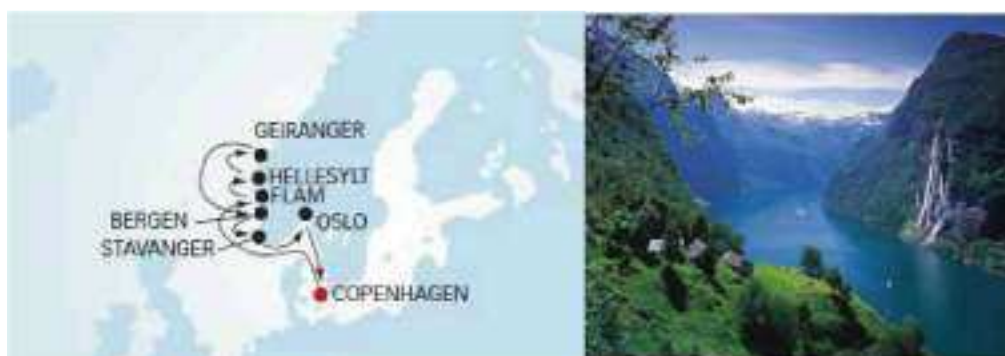 GEIRANGER
HELLESYLT
FLAM
BERGEN
OSLO
STAVANGER
COPENHAGEN